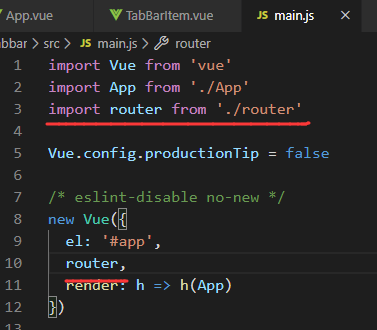 App.vue TabBarItem.vue JS main.js ×
bbar > src > JS main.js > router
1 import Vue from 'vue'
2 import App from './App'
3 import router from './router'
4
5 Vue.config.productionTip = false
6
7 /* eslint-disable no-new */
8 new Vue({
9 el: '#app',
10 router,
11 render: h => h(App)
12 })